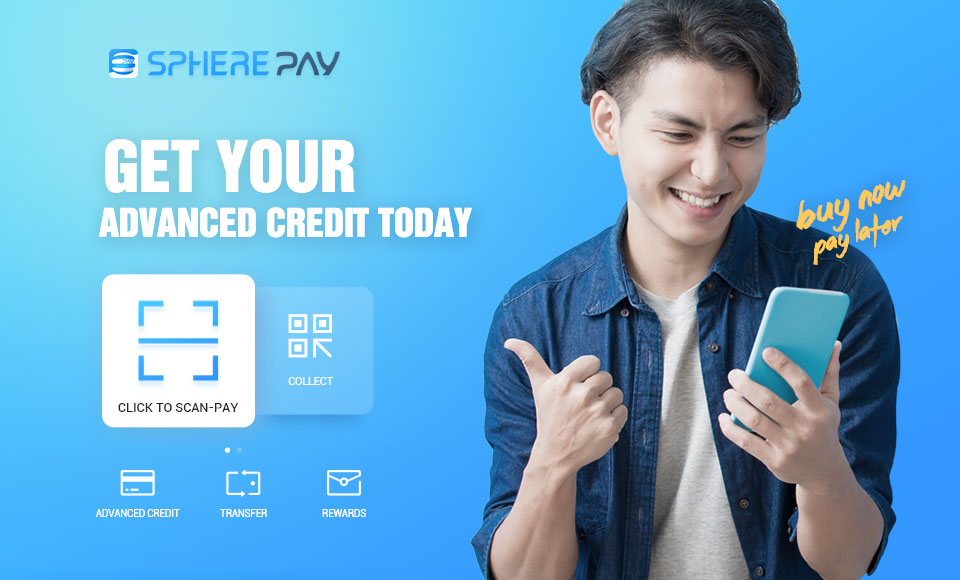 SPHERE PAY
GET YOUR
ADVANCED CREDIT TODAY
buy now
pay later
CLICK TO SCAN-PAY
COLLECT
ADVANCED CREDIT
TRANSFER
REWARDS